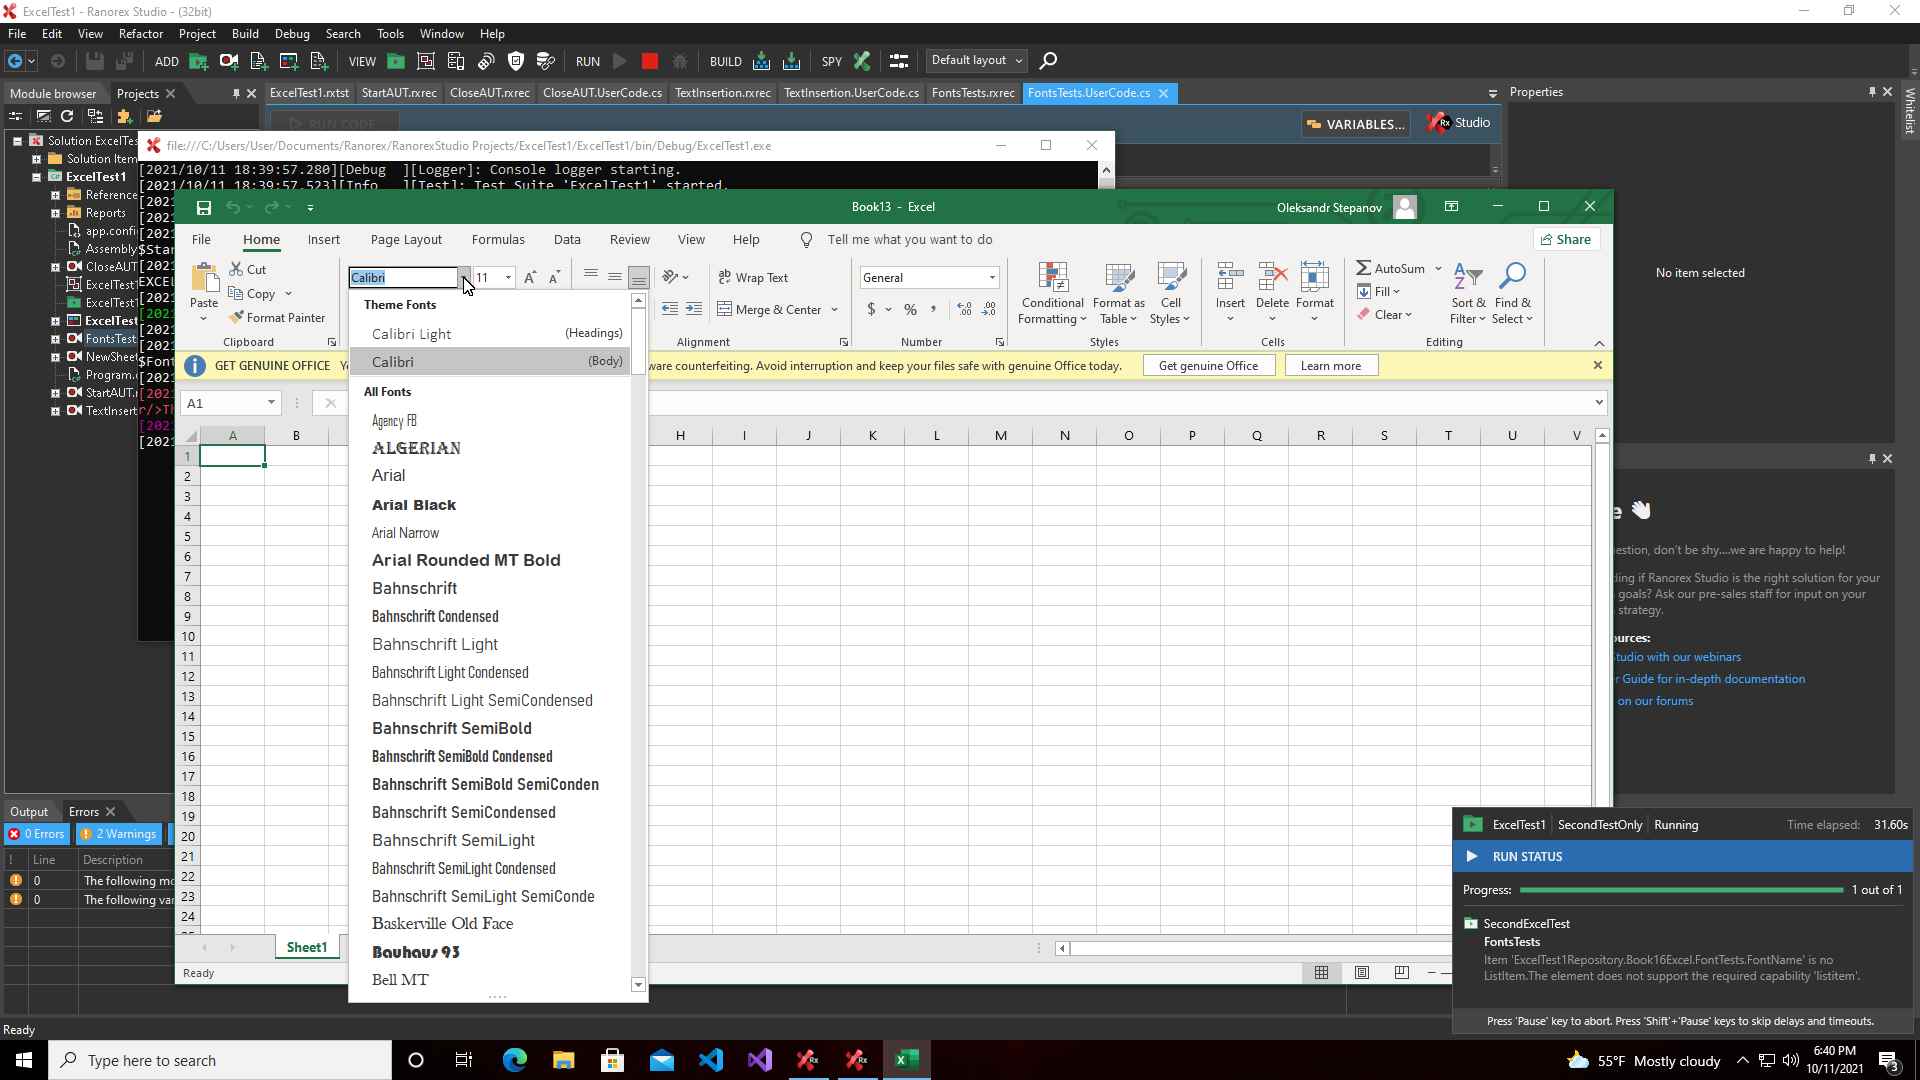 ExcelTest1 - Ranorex Studio - (32bit)
File Edit View Refactor Project Build Debug Search Tools Window Help
ADD VIEW RUN BUILD SPY Default layout
Module browser Projects
ExcelTest1.rxtst StartAUT.rxrec CloseAUT.rxrec CloseAUT.UserCode.cs TextInsertion.rxrec TextInsertion.UserCode.cs FontsTests.rxrec FontsTests.UserCode.cs
Properties
Whitelist
RUN CODE
VARIABLES...
Rx Studio
Solution ExcelTes
Solution Item
ExcelTest1
Reference
Reports
app.confi
Assembly
CloseAUT
ExcelTest1
ExcelTest1
ExcelTest
FontsTest
NewSheet
Program.
StartAUT.r
TextInsert
file:///C:/Users/User/Documents/Ranorex/RanorexStudio Projects/ExcelTest1/ExcelTest1/bin/Debug/ExcelTest1.exe
[2021/10/11 18:39:57.280][Debug ][Logger]: Console logger starting.
[2021/10/11 18:39:57.523][Info ][Test]: Test Suite 'ExcelTest1' started.
[2021
[2021
[2021
[2021
$Star
[2021
EXCEL
[2021
[2021
[2021
[2021
$Font
[2021
[2021
r/>Th
[2021
[2021
Book13 - Excel
Oleksandr Stepanov
File Home Insert Page Layout Formulas Data Review View Help Tell me what you want to do
Share
Paste
Cut
Copy
Format Painter
Clipboard
Calibri 11
Wrap Text
Merge & Center
Alignment
General
$ % ,
Number
Conditional Formatting
Format as Table
Cell Styles
Styles
Insert Delete Format
Cells
AutoSum
Fill
Clear
Sort & Filter
Find & Select
Editing
GET GENUINE OFFICE
ware counterfeiting. Avoid interruption and keep your files safe with genuine Office today.
Get genuine Office
Learn more
A1
Theme Fonts
Calibri Light (Headings)
Calibri (Body)
All Fonts
Agency FB
ALGERIAN
Arial
Arial Black
Arial Narrow
Arial Rounded MT Bold
Bahnschrift
Bahnschrift Condensed
Bahnschrift Light
Bahnschrift Light Condensed
Bahnschrift Light SemiCondensed
Bahnschrift SemiBold
Bahnschrift SemiBold Condensed
Bahnschrift SemiBold SemiConden
Bahnschrift SemiCondensed
Bahnschrift SemiLight
Bahnschrift SemiLight Condensed
Bahnschrift SemiLight SemiConde
Baskerville Old Face
Bauhaus 93
Bell MT
A B H I J K L M N O P Q R S T U V
1
2
3
4
5
6
7
8
9
10
11
12
13
14
15
16
17
18
19
20
21
22
23
24
Sheet1
Ready
No item selected
estion, don't be shy....we are happy to help!
ding if Ranorex Studio is the right solution for your
goals? Ask our pre-sales staff for input on your
strategy.
ources:
Studio with our webinars
r Guide for in-depth documentation
on our forums
Output Errors
0 Errors 2 Warnings
! Line Description
0 The following mo
0 The following var
Ready
ExcelTest1 SecondTestOnly Running Time elapsed: 31.60s
RUN STATUS
Progress: 1 out of 1
SecondExcelTest
FontsTests
Item 'ExcelTest1Repository.Book16Excel.FontTests.FontName' is no
ListItem.The element does not support the required capability 'listitem'.
Press 'Pause' key to abort. Press 'Shift'+'Pause' keys to skip delays and timeouts.
Type here to search
55°F Mostly cloudy
6:40 PM
10/11/2021
3